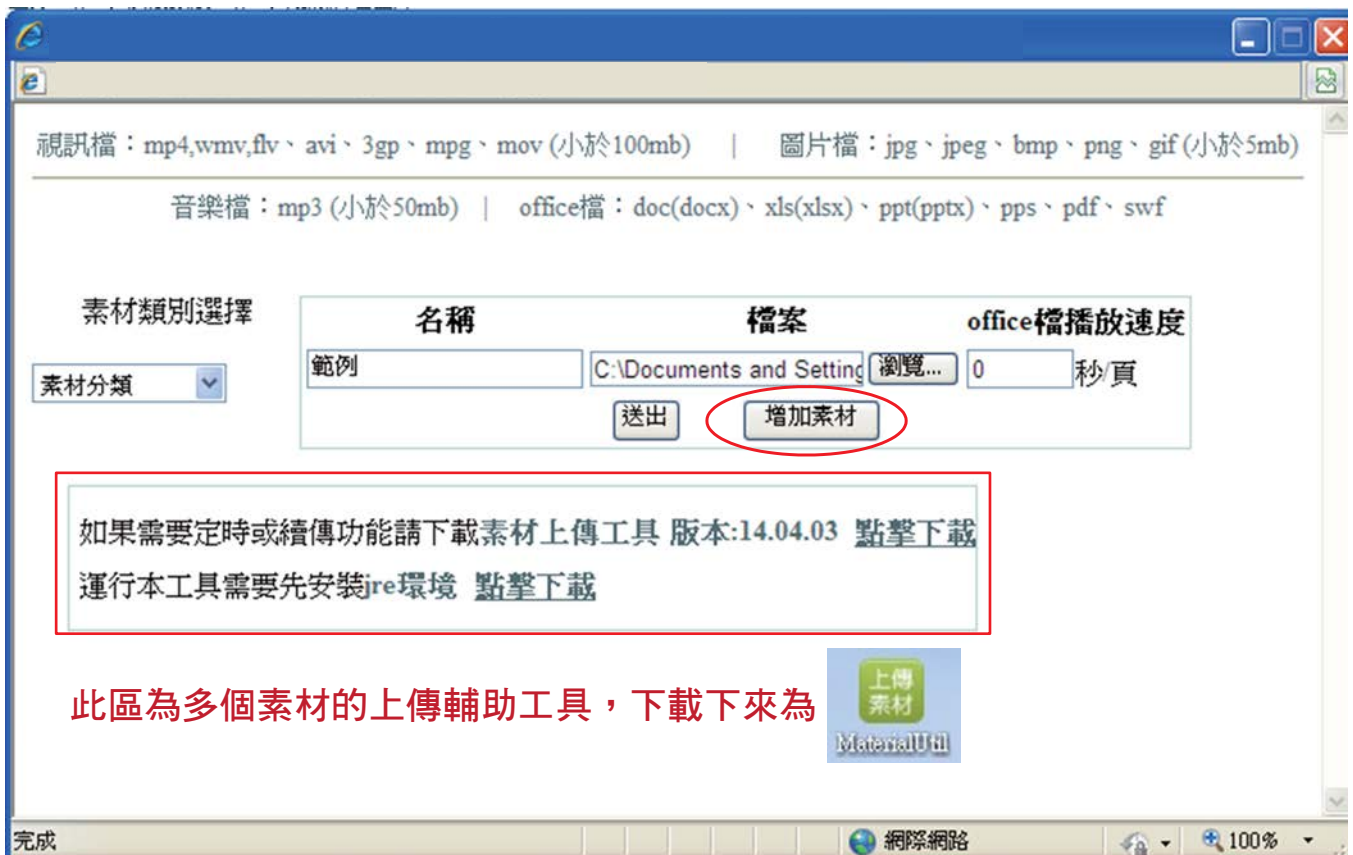 視訊檔：mp4,wmv,flv、avi、3gp、mpg、mov (小於100mb) | 圖片檔：jpg、jpeg、bmp、png、gif (小於5mb)
音樂檔：mp3 (小於50mb) | office檔：doc(docx)、xls(xlsx)、ppt(pptx)、pps、pdf、swf
素材類別選擇
名稱 檔案 office檔播放速度
素材分類
範例 C:\Documents and Setting 瀏覽... 0 秒/頁
送出 增加素材
如果需要定時或續傳功能請下載素材上傳工具 版本:14.04.03 點擊下載
運行本工具需要先安裝jre環境 點擊下載
此區為多個素材的上傳輔助工具，下載下來為
上傳
素材
MaterialUtil
完成 網際網路 100%